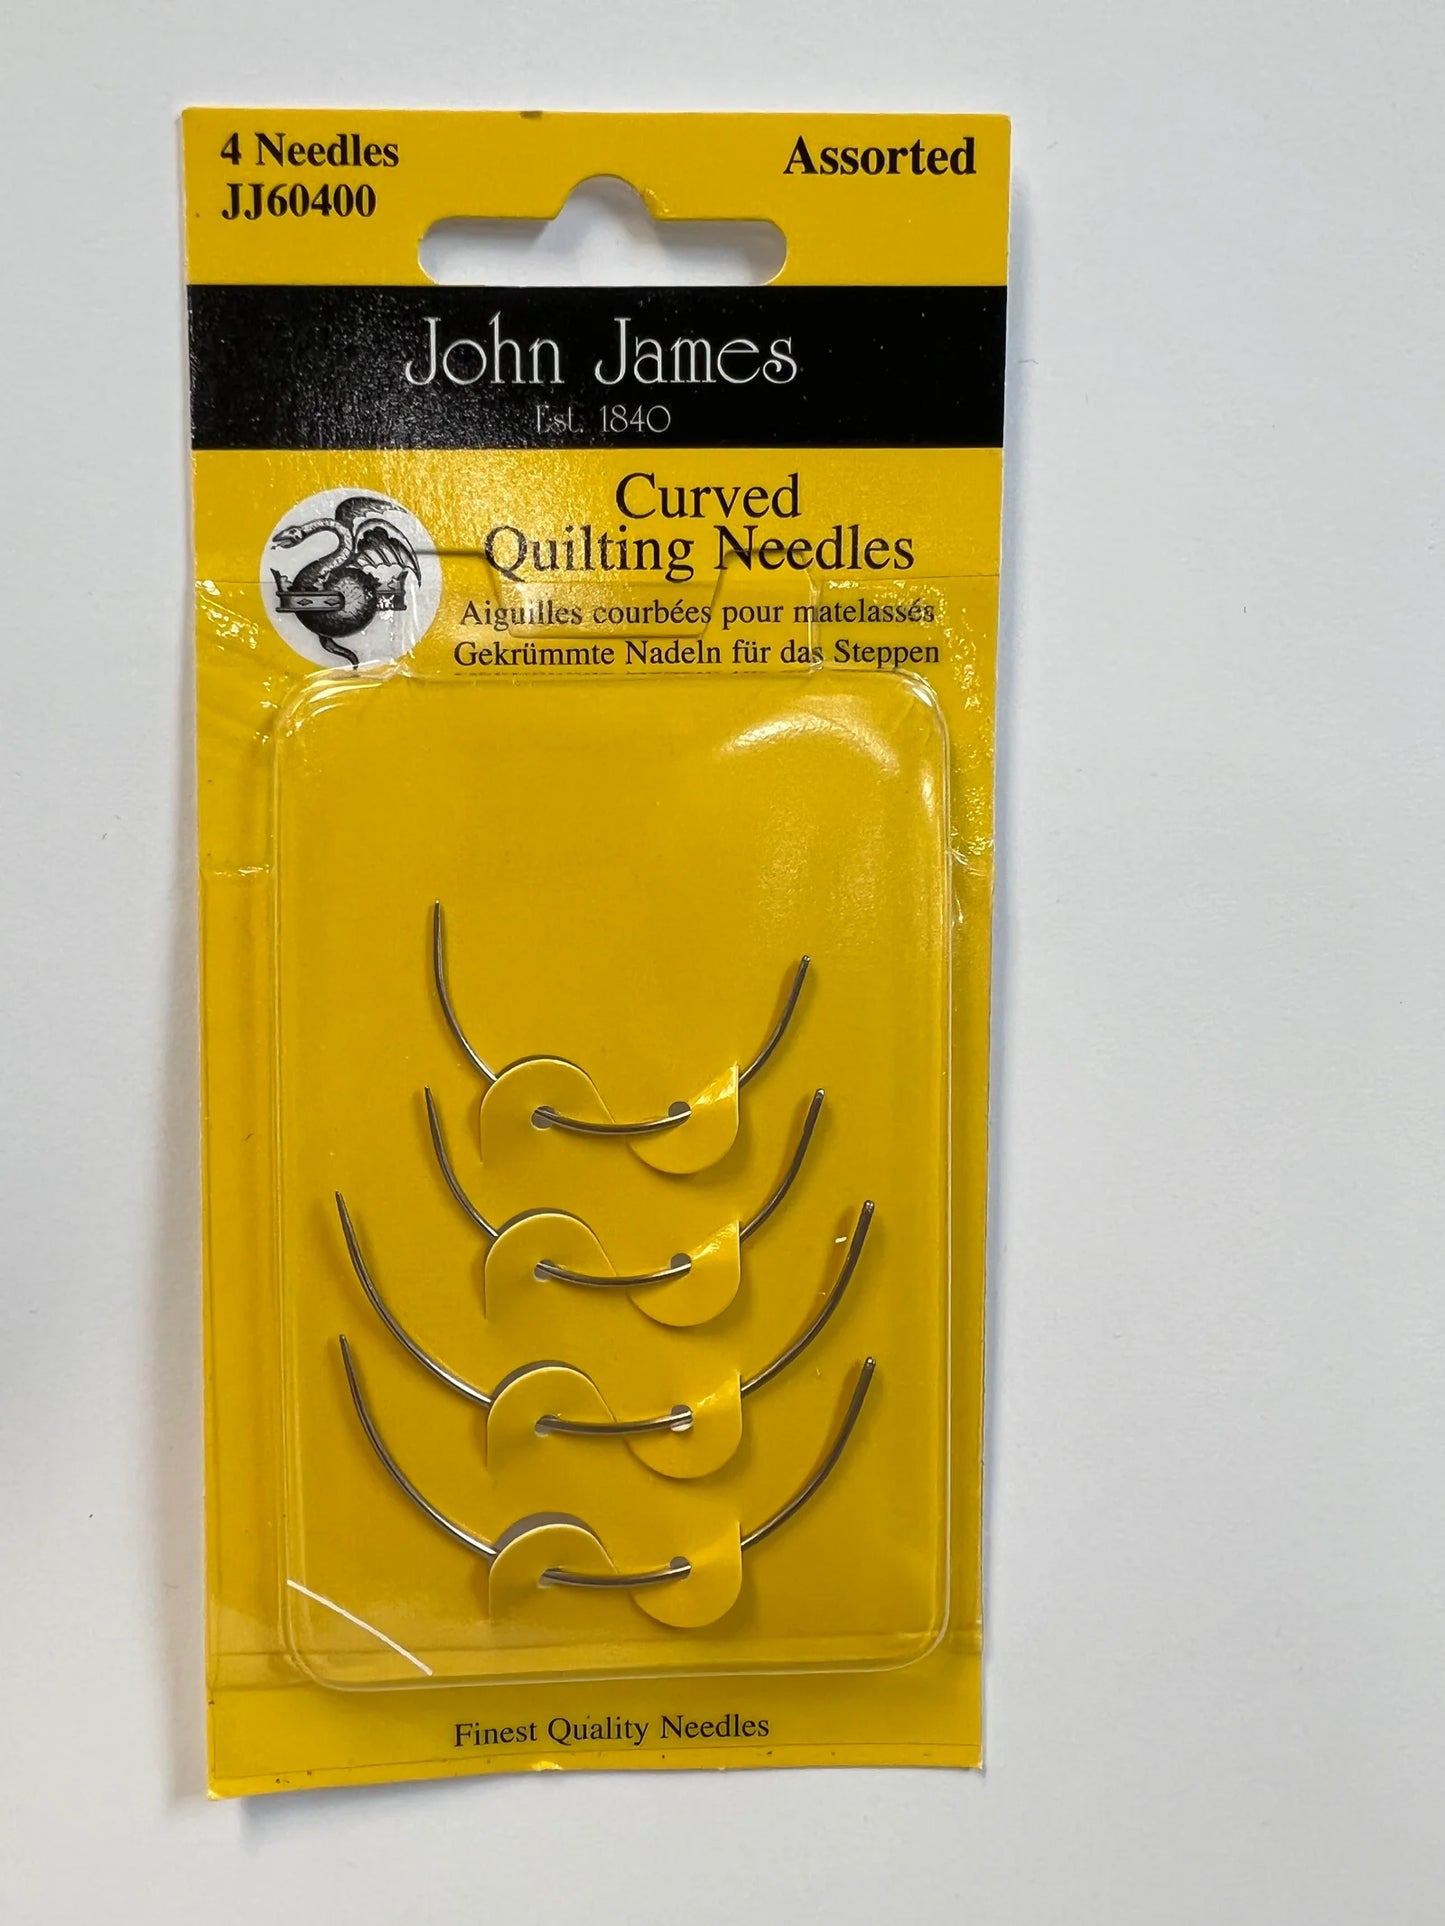 4 Needles
JJ60400
Assorted
John James
Est. 1840
Curved
Quilting Needles
Aiguilles courbées pour matelassés
Gekrümmte Nadeln für das Steppen
Finest Quality Needles